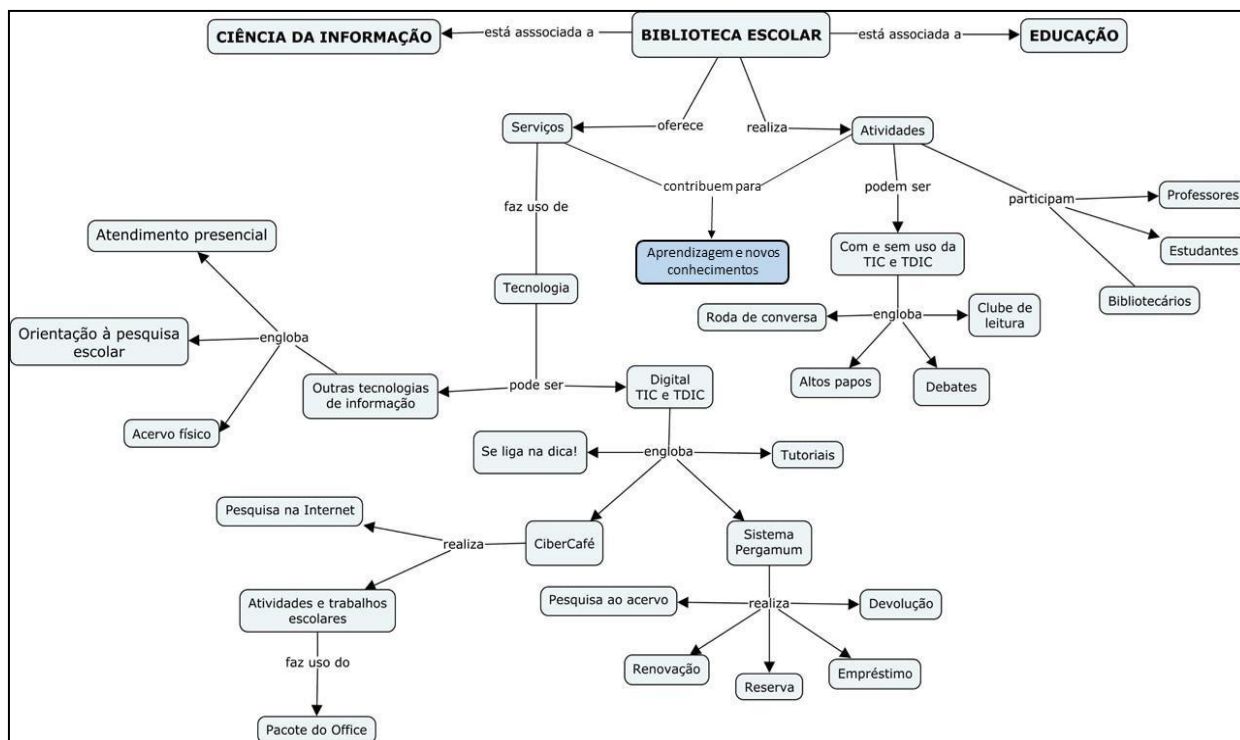 CIÊNCIA DA INFORMAÇÃO
está asssociada a
BIBLIOTECA ESCOLAR
está associada a
EDUCAÇÃO
Serviços
oferece
realiza
Atividades
faz uso de
contribuem para
podem ser
participam
Professores
Estudantes
Bibliotecários
Atendimento presencial
Aprendizagem e novos
conhecimentos
Com e sem uso da
TIC e TDIC
Tecnologia
Roda de conversa
engloba
Clube de
leitura
Altos papos
Debates
Orientação à pesquisa
escolar
engloba
Acervo físico
Outras tecnologias
de informação
pode ser
Digital
TIC e TDIC
Se liga na dica!
engloba
Tutoriais
Pesquisa na Internet
realiza
CiberCafé
Sistema
Pergamum
Atividades e trabalhos
escolares
Pesquisa ao acervo
realiza
Devolução
faz uso do
Renovação
Reserva
Empréstimo
Pacote do Office